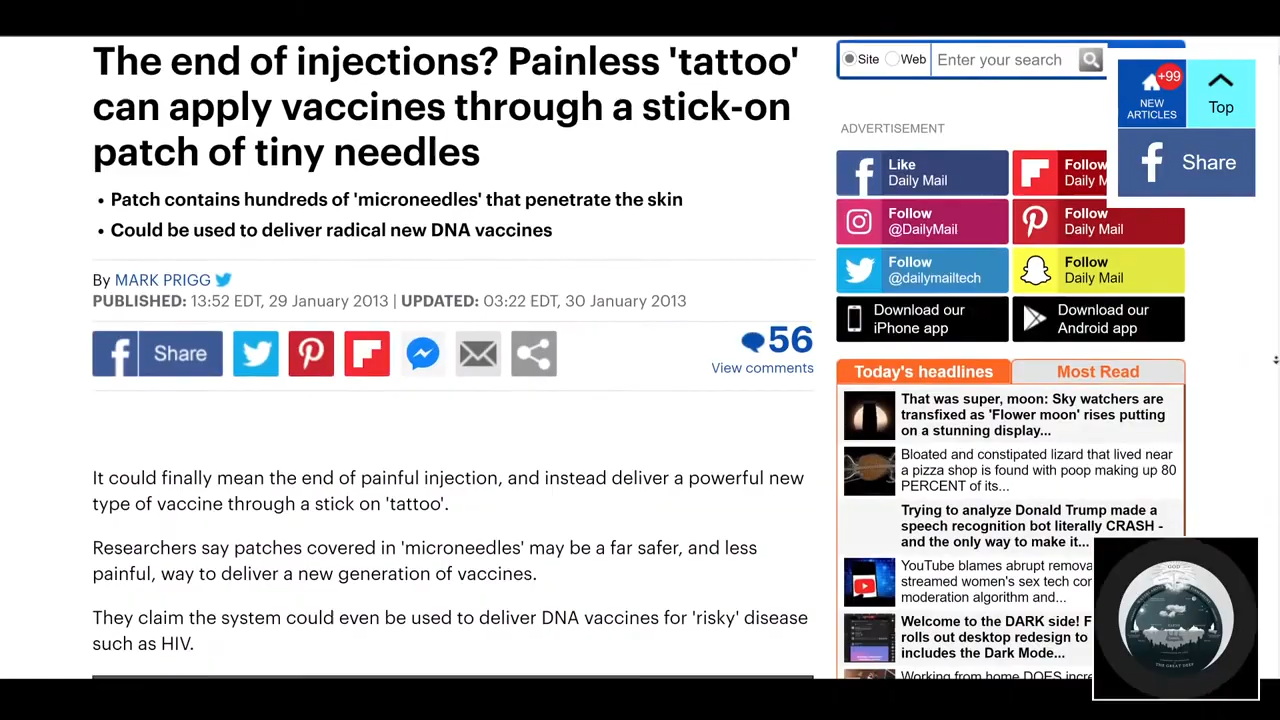 The end of injections? Painless 'tattoo'
can apply vaccines through a stick-on
patch of tiny needles
• Patch contains hundreds of 'microneedles' that penetrate the skin
• Could be used to deliver radical new DNA vaccines
By MARK PRIGG
PUBLISHED: 13:52 EDT, 29 January 2013 | UPDATED: 03:22 EDT, 30 January 2013
Share
56
View comments
It could finally mean the end of painful injection, and instead deliver a powerful new
type of vaccine through a stick on 'tattoo'.
Researchers say patches covered in 'microneedles' may be a far safer, and less
painful, way to deliver a new generation of vaccines.
They claim the system could even be used to deliver DNA vaccines for 'risky' disease
such as HIV.
Site Web Enter your search
+99
NEW
ARTICLES
Top
Share
ADVERTISEMENT
Like
Daily Mail
Follow
Daily M
Follow
@DailyMail
Follow
Daily Mail
Follow
@dailymailtech
Follow
Daily Mail
Download our
iPhone app
Download our
Android app
Today's headlines
Most Read
That was super, moon: Sky watchers are
transfixed as 'Flower moon' rises putting
on a stunning display...
Bloated and constipated lizard that lived near
a pizza shop is found with poop making up 80
PERCENT of its...
Trying to analyze Donald Trump made a
speech recognition bot literally CRASH -
and the only way to make it...
YouTube blames abrupt remova
streamed women's sex tech con
moderation algorithm and...
Welcome to the DARK side! F
rolls out desktop redesign to
includes the Dark Mode...
Working from home DOES incre
GOD
THE GREAT DEEP